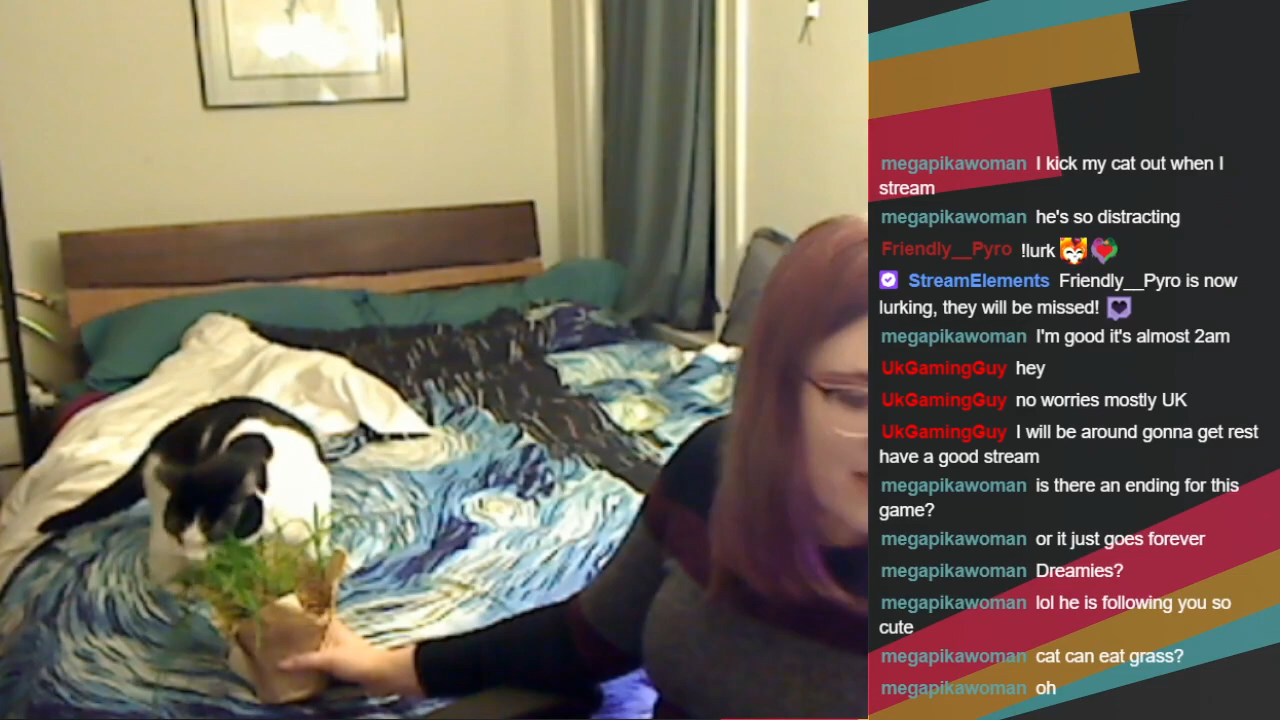 megapikawoman I kick my cat out when I
stream
megapikawoman he's so distracting
Friendly__Pyro !lurk
StreamElements Friendly__Pyro is now
lurking, they will be missed!
megapikawoman I'm good it's almost 2am
UkGamingGuy hey
UkGamingGuy no worries mostly UK
UkGamingGuy I will be around gonna get rest
have a good stream
megapikawoman is there an ending for this
game?
megapikawoman or it just goes forever
megapikawoman Dreamies?
megapikawoman lol he is following you so
cute
megapikawoman cat can eat grass?
megapikawoman oh